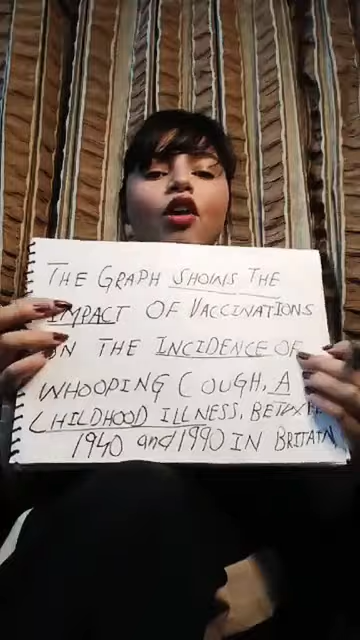 THE GRAPH SHOWS THE
IMPACT OF VACCINATIONS
ON THE INCIDENCE OF
WHOOPING COUGH, A
CHILDHOOD ILLNESS, BETWEEN
1940 and 1990 IN BRITAIN